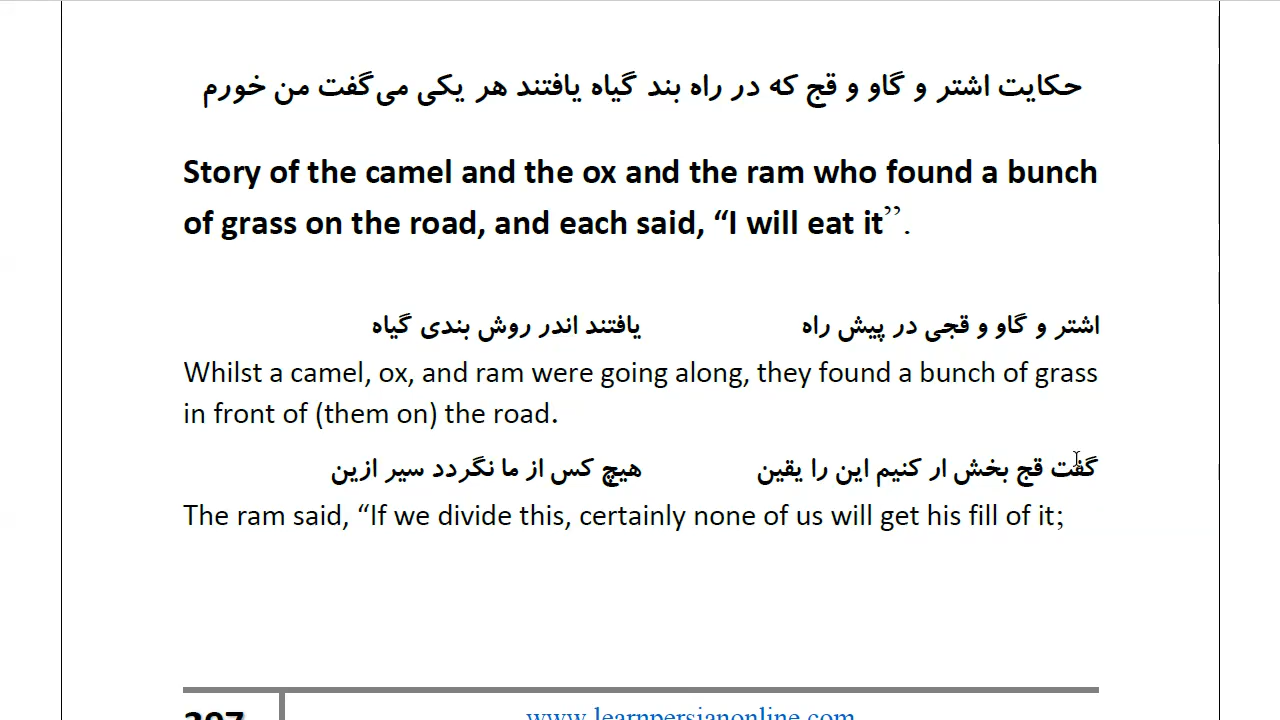 حکایت اشتر و گاو و قج که در راه بند گیاه یافتند هر یکی می‌گفت من خورم
Story of the camel and the ox and the ram who found a bunch
of grass on the road, and each said, “I will eat it”.
اشتر و گاو و قجی در پیش راه یافتند اندر روش بندی گیاه
Whilst a camel, ox, and ram were going along, they found a bunch of grass
in front of (them on) the road.
گفت قج بخش ار کنیم این را یقین هیچ کس از ما نگردد سیر ازین
The ram said, “If we divide this, certainly none of us will get his fill of it;
www.learnpersianonline.com